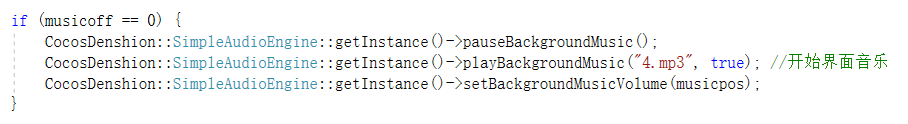 if (musicoff == 0) {
    CocosDenshion::SimpleAudioEngine::getInstance()->pauseBackgroundMusic();
    CocosDenshion::SimpleAudioEngine::getInstance()->playBackgroundMusic("4.mp3", true); //开始界面音乐
    CocosDenshion::SimpleAudioEngine::getInstance()->setBackgroundMusicVolume(musicpos);
}